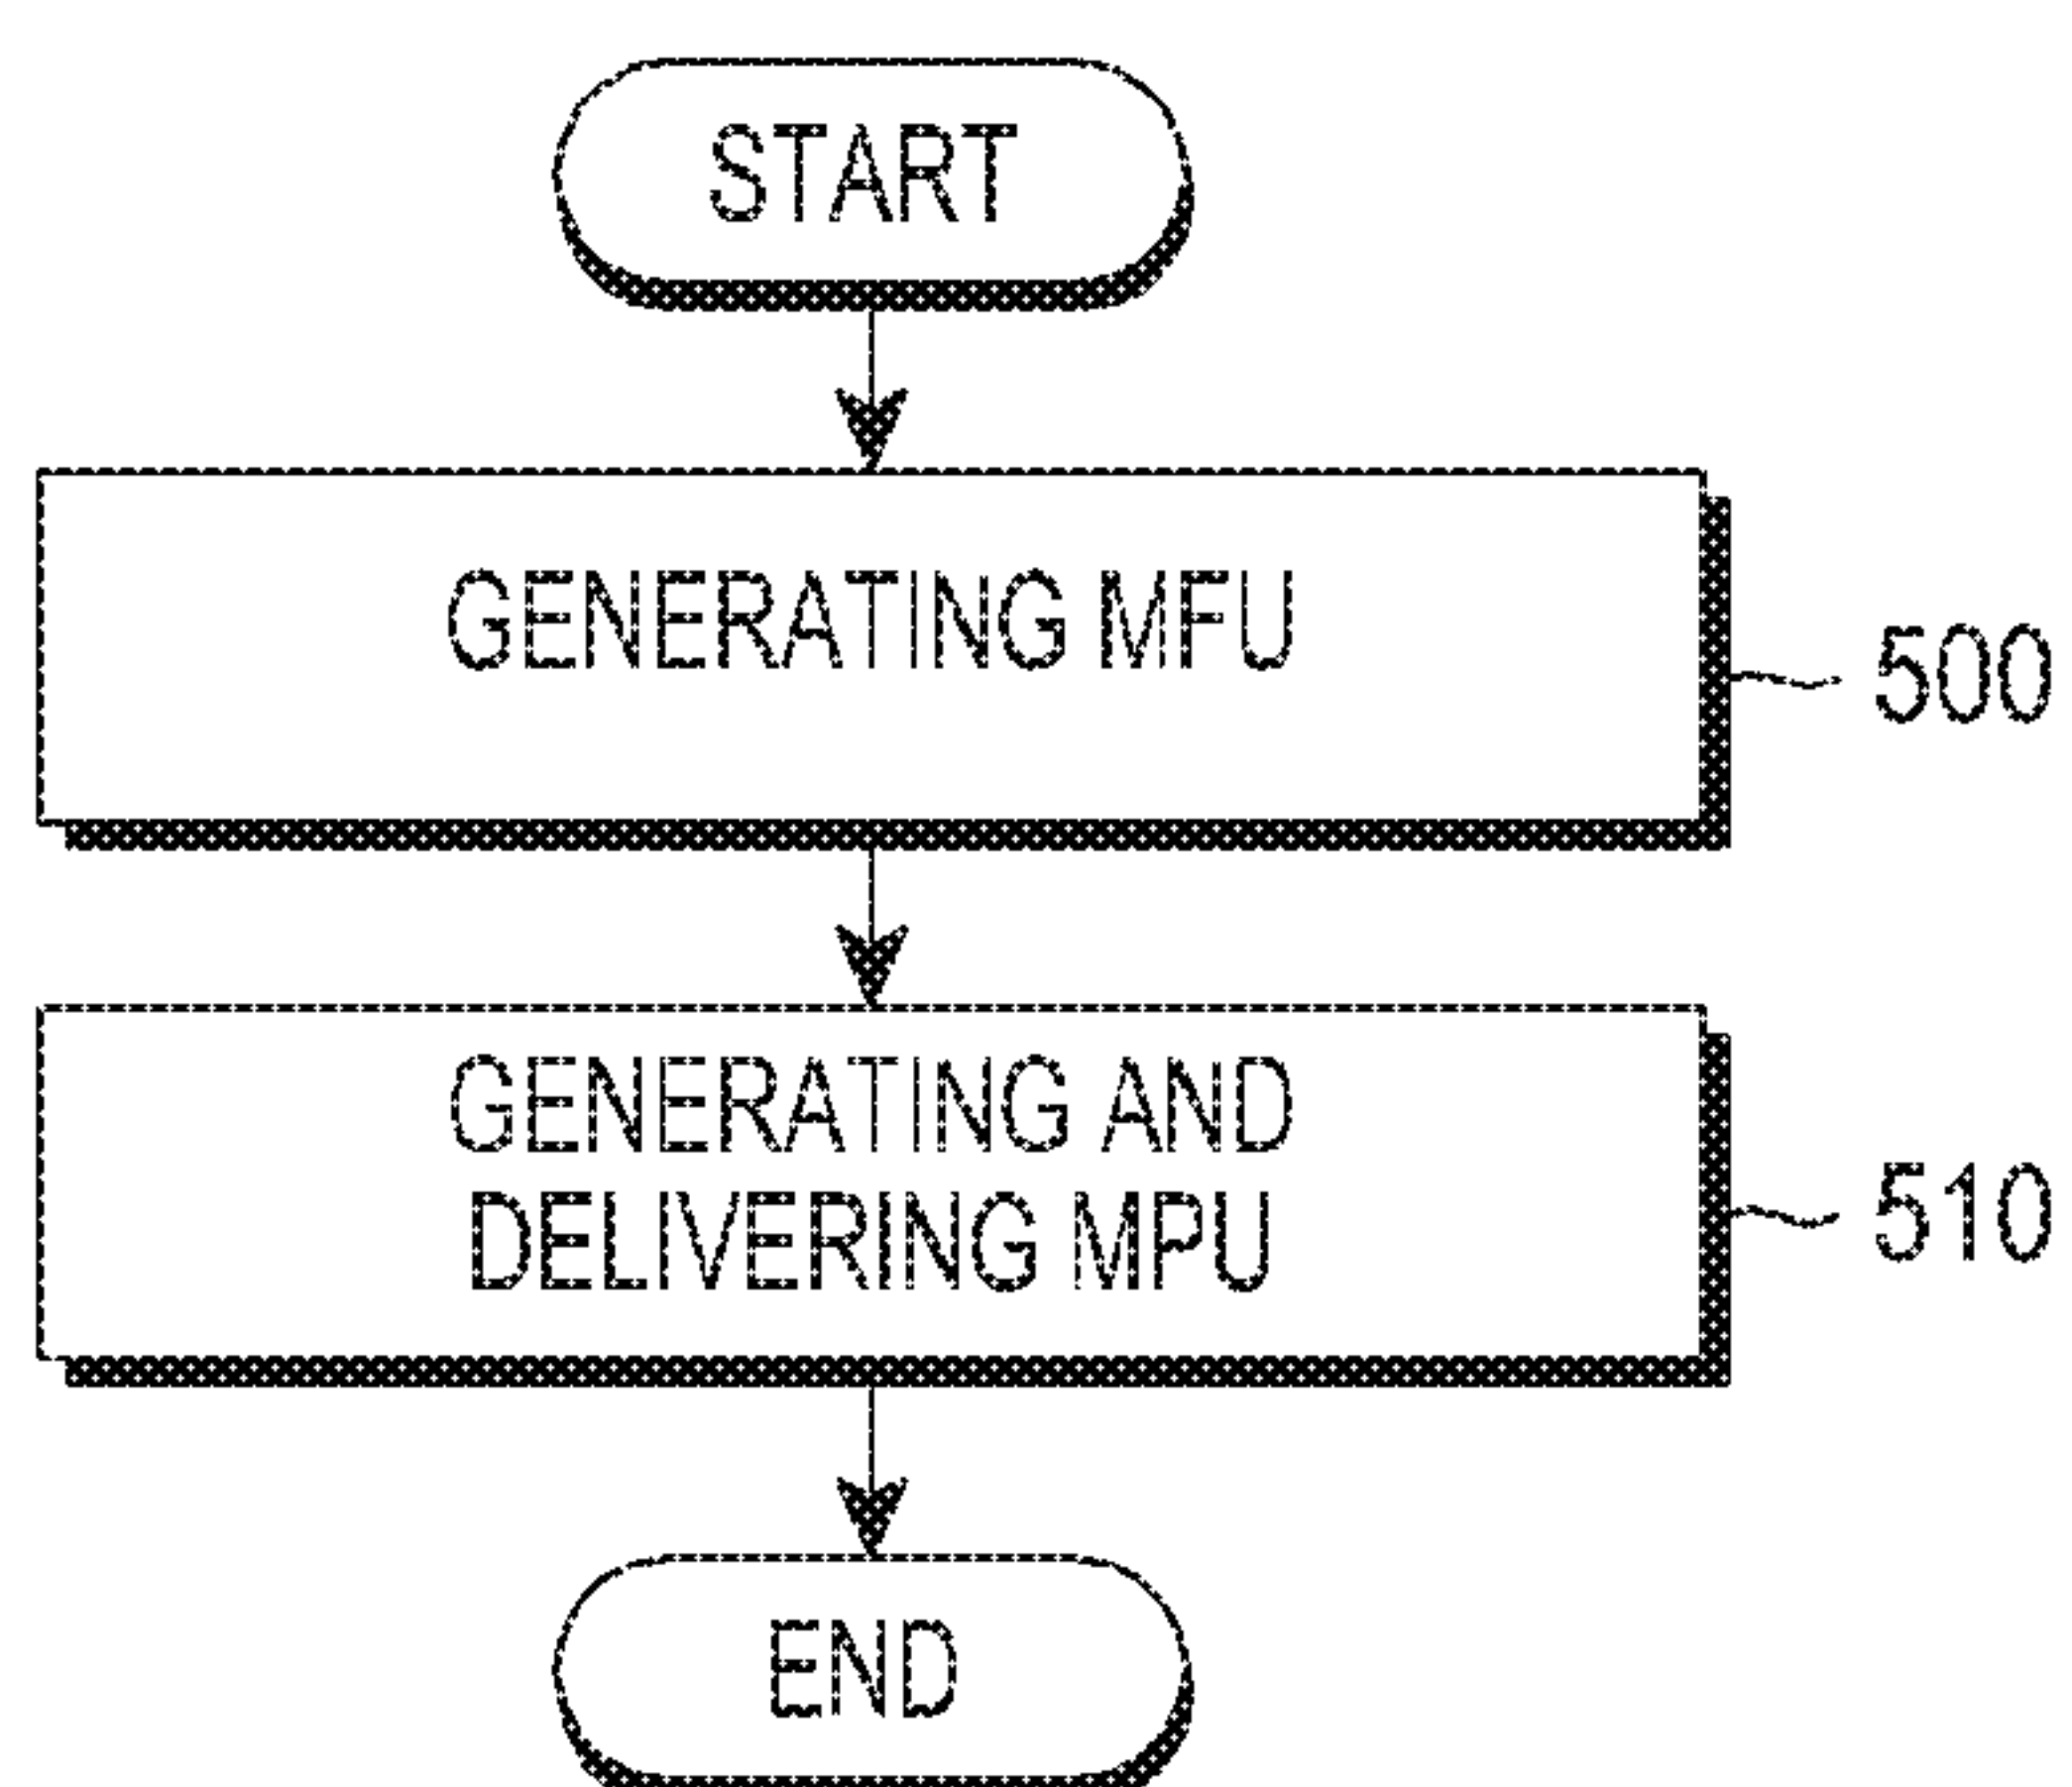 START
GENERATING MFU
500
GENERATING AND
DELIVERING MPU
510
END